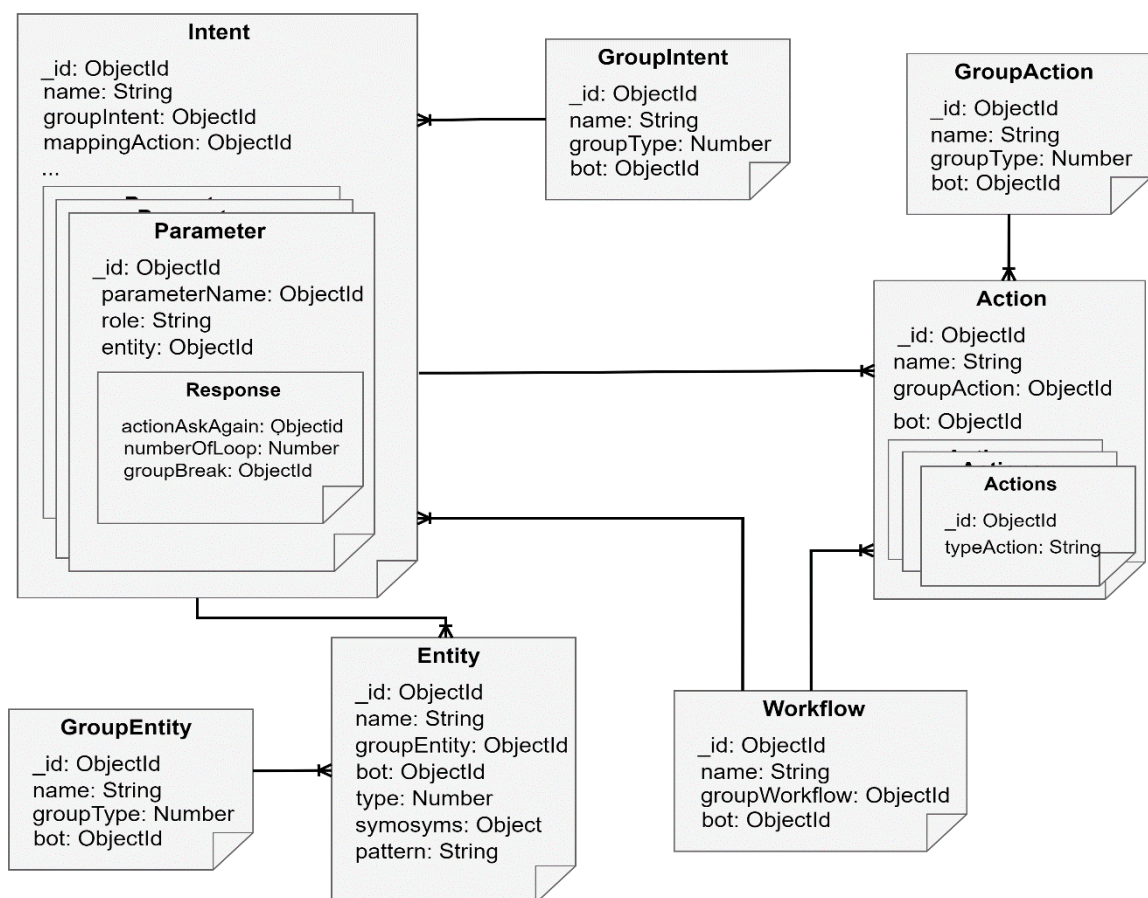 Intent
_id: ObjectId
name: String
groupIntent: ObjectId
mappingAction: ObjectId
...
Parameter
_id: ObjectId
parameterName: ObjectId
role: String
entity: ObjectId
Response
actionAskAgain: Objectid
numberOfLoop: Number
groupBreak: ObjectId
GroupIntent
_id: ObjectId
name: String
groupType: Number
bot: ObjectId
GroupAction
_id: ObjectId
name: String
groupType: Number
bot: ObjectId
Action
_id: ObjectId
name: String
groupAction: ObjectId
bot: ObjectId
Actions
_id: ObjectId
typeAction: String
Entity
_id: ObjectId
name: String
groupEntity: ObjectId
bot: ObjectId
type: Number
symosyms: Object
pattern: String
GroupEntity
_id: ObjectId
name: String
groupType: Number
bot: ObjectId
Workflow
_id: ObjectId
name: String
groupWorkflow: ObjectId
bot: ObjectId